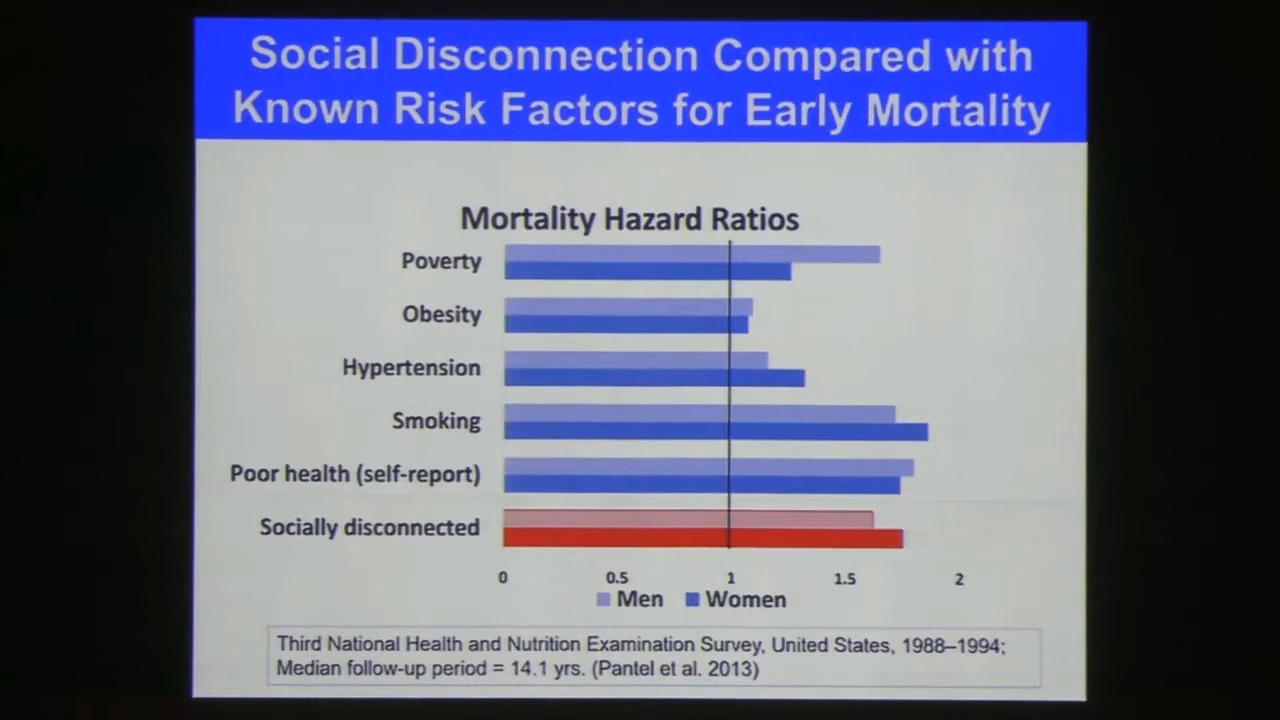 Social Disconnection Compared with
Known Risk Factors for Early Mortality
Mortality Hazard Ratios
Poverty
Obesity
Hypertension
Smoking
Poor health (self-report)
Socially disconnected
0 0.5 1 1.5 2
Men Women
Third National Health and Nutrition Examination Survey, United States, 1988–1994;
Median follow-up period = 14.1 yrs. (Pantel et al. 2013)